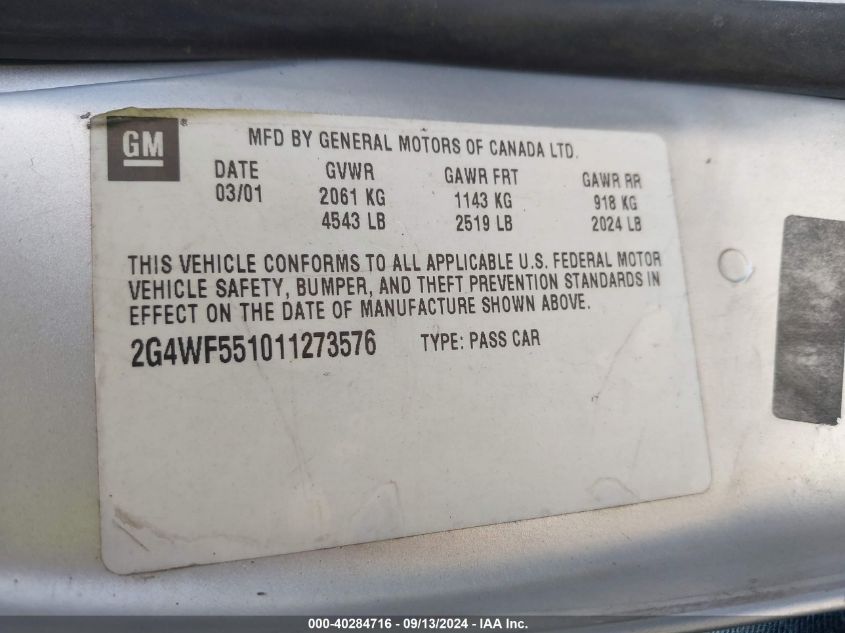 GM
MFD BY GENERAL MOTORS OF CANADA LTD.
DATE GVWR GAWR FRT GAWR RR
03/01 2061 KG 1143 KG 918 KG
4543 LB 2519 LB 2024 LB
THIS VEHICLE CONFORMS TO ALL APPLICABLE U.S. FEDERAL MOTOR
VEHICLE SAFETY, BUMPER, AND THEFT PREVENTION STANDARDS IN
EFFECT ON THE DATE OF MANUFACTURE SHOWN ABOVE.
2G4WF551011273576 TYPE: PASS CAR
000-40284716 - 09/13/2024 - IAA Inc.